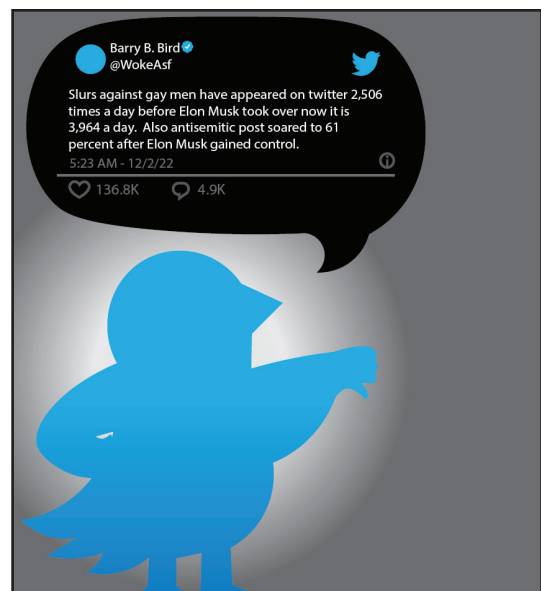 Barry B. Bird
@WokeAsf
Slurs against gay men have appeared on twitter 2,506
times a day before Elon Musk took over now it is
3,964 a day.  Also antisemitic post soared to 61
percent after Elon Musk gained control.
5:23 AM - 12/2/22
136.8K 4.9K